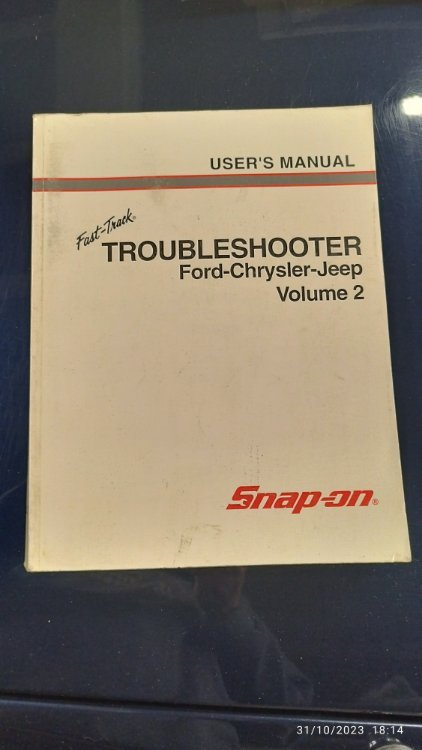 USER'S MANUAL
Fast-Track®
TROUBLESHOOTER
Ford-Chrysler-Jeep
Volume 2
Snap-on®
31/10/2023 18:14